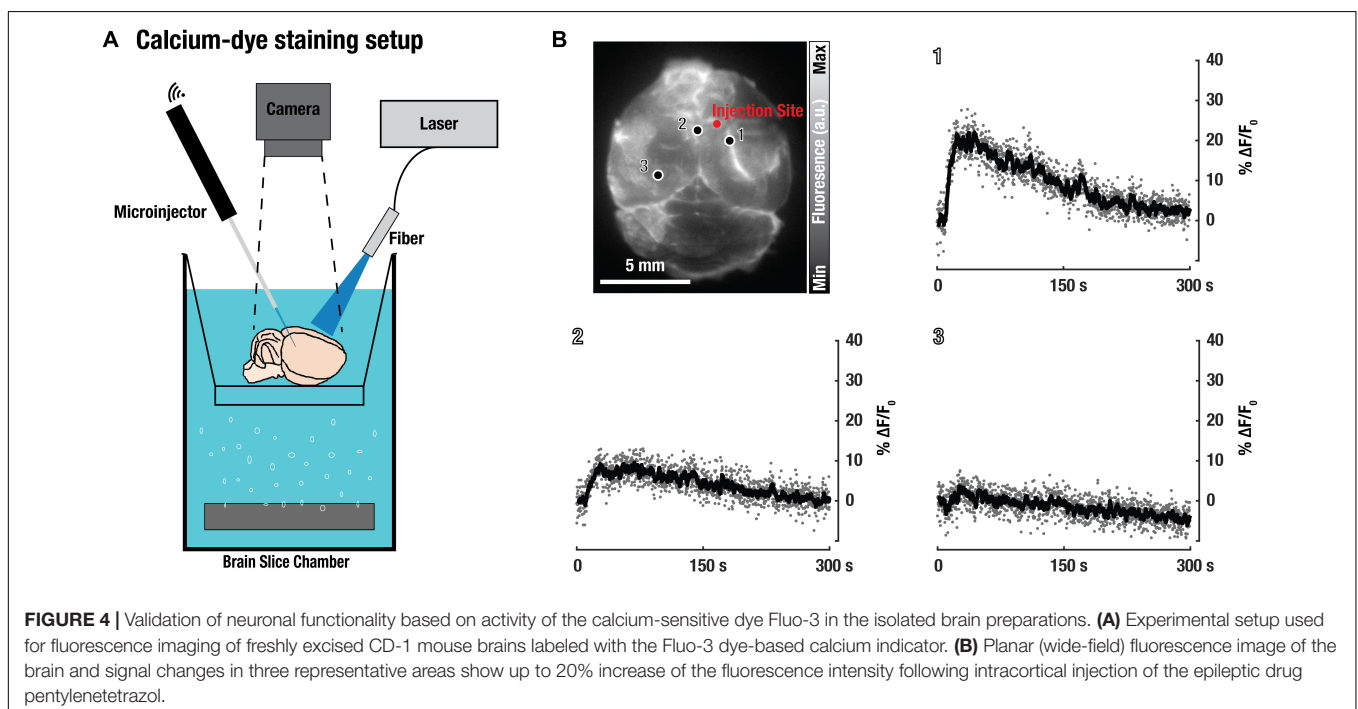 A Calcium-dye staining setup
Camera
Laser
Microinjector
Fiber
Brain Slice Chamber
B
Injection Site
2
1
3
5 mm
Max
Fluoresence (a.u.)
Min
1
40
30
20
10
0
% ΔF/F0
0
150 s
300 s
2
40
30
20
10
0
% ΔF/F0
0
150 s
300 s
3
40
30
20
10
0
% ΔF/F0
0
150 s
300 s
FIGURE 4 | Validation of neuronal functionality based on activity of the calcium-sensitive dye Fluo-3 in the isolated brain preparations. (A) Experimental setup used
for fluorescence imaging of freshly excised CD-1 mouse brains labeled with the Fluo-3 dye-based calcium indicator. (B) Planar (wide-field) fluorescence image of the
brain and signal changes in three representative areas show up to 20% increase of the fluorescence intensity following intracortical injection of the epileptic drug
pentylenetetrazol.